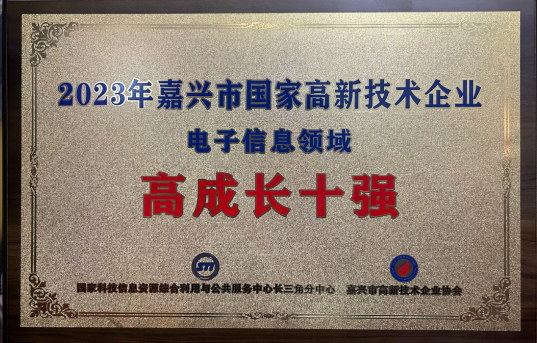 2023年嘉兴市国家高新技术企业
电子信息领域
高成长十强
STI
国家科技信息资源综合利用与公共服务中心长三角分中心 嘉兴市高新技术企业协会